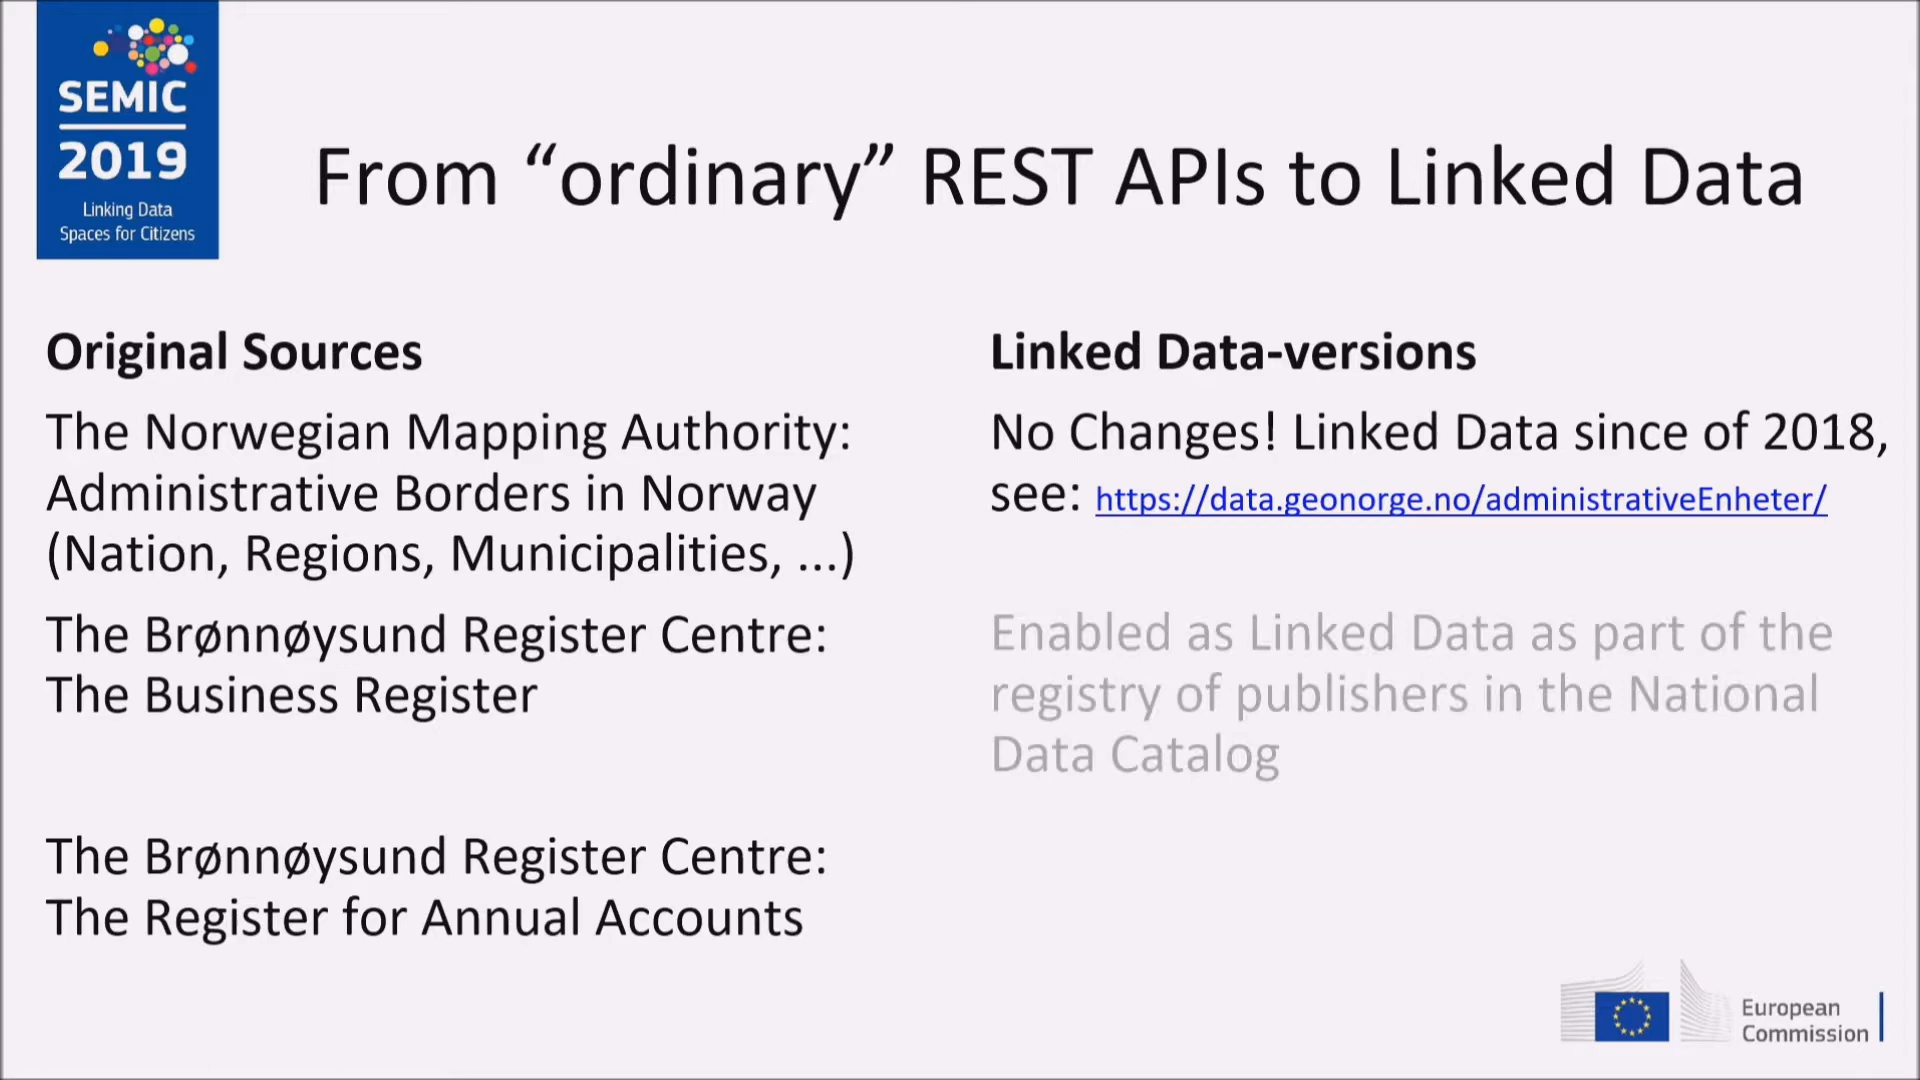 SEMIC
2019
Linking Data
Spaces for Citizens
From “ordinary” REST APIs to Linked Data
Original Sources
The Norwegian Mapping Authority:
Administrative Borders in Norway
(Nation, Regions, Municipalities, ...)
The Brønnøysund Register Centre:
The Business Register
The Brønnøysund Register Centre:
The Register for Annual Accounts
Linked Data-versions
No Changes! Linked Data since of 2018,
see: https://data.geonorge.no/administrativeEnheter/
Enabled as Linked Data as part of the
registry of publishers in the National
Data Catalog
European
Commission